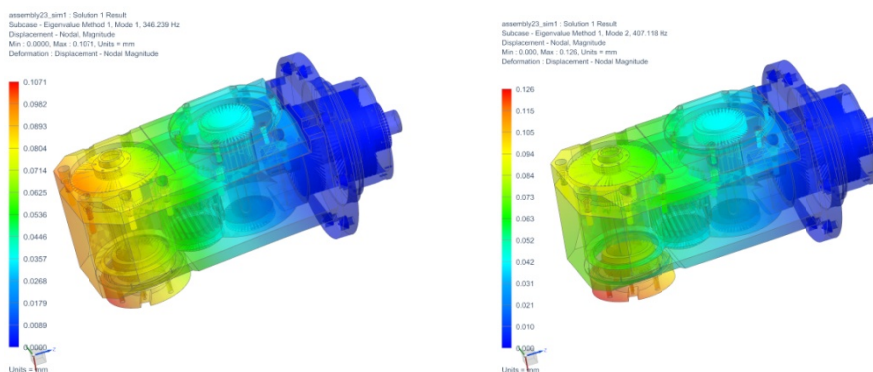 assembly23_sim1 : Solution 1 Result
Subcase - Eigenvalue Method 1, Mode 1, 346.239 Hz
Displacement - Nodal, Magnitude
Min : 0.0000, Max : 0.1071, Units = mm
Deformation : Displacement - Nodal Magnitude
0.1071
0.0982
0.0893
0.0804
0.0714
0.0625
0.0536
0.0446
0.0357
0.0268
0.0179
0.0089
0.0000
Units = mm
assembly23_sim1 : Solution 1 Result
Subcase - Eigenvalue Method 1, Mode 2, 407.118 Hz
Displacement - Nodal, Magnitude
Min : 0.000, Max : 0.126, Units = mm
Deformation : Displacement - Nodal Magnitude
0.126
0.115
0.105
0.094
0.084
0.073
0.063
0.052
0.042
0.031
0.021
0.010
0.000
Units = mm